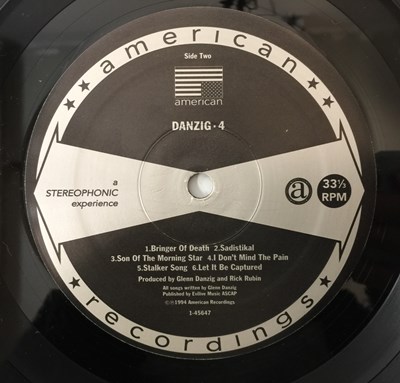 american
Side Two
american
DANZIG · 4
a
STEREOPHONIC
experience
a
33⅓
RPM
1.Bringer Of Death 2.Sadistikal
3.Son Of The Morning Star 4.I Don't Mind The Pain
5.Stalker Song 6.Let It Be Captured
Produced by Glenn Danzig and Rick Rubin
All songs written by Glenn Danzig
Published by Evilive Music ASCAP
©℗1994 American Recordings
1-45647
recordings